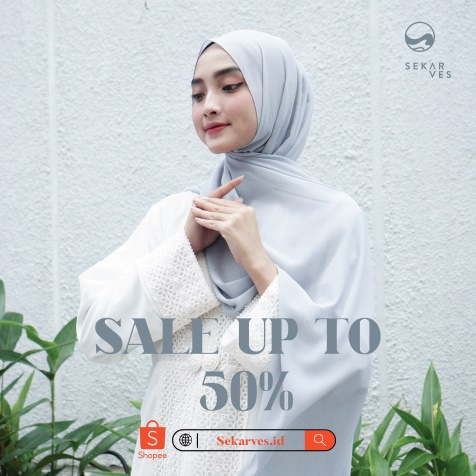 SEKAR
VES
SALE UP TO
50%
S
Shopee
Sekarves.id